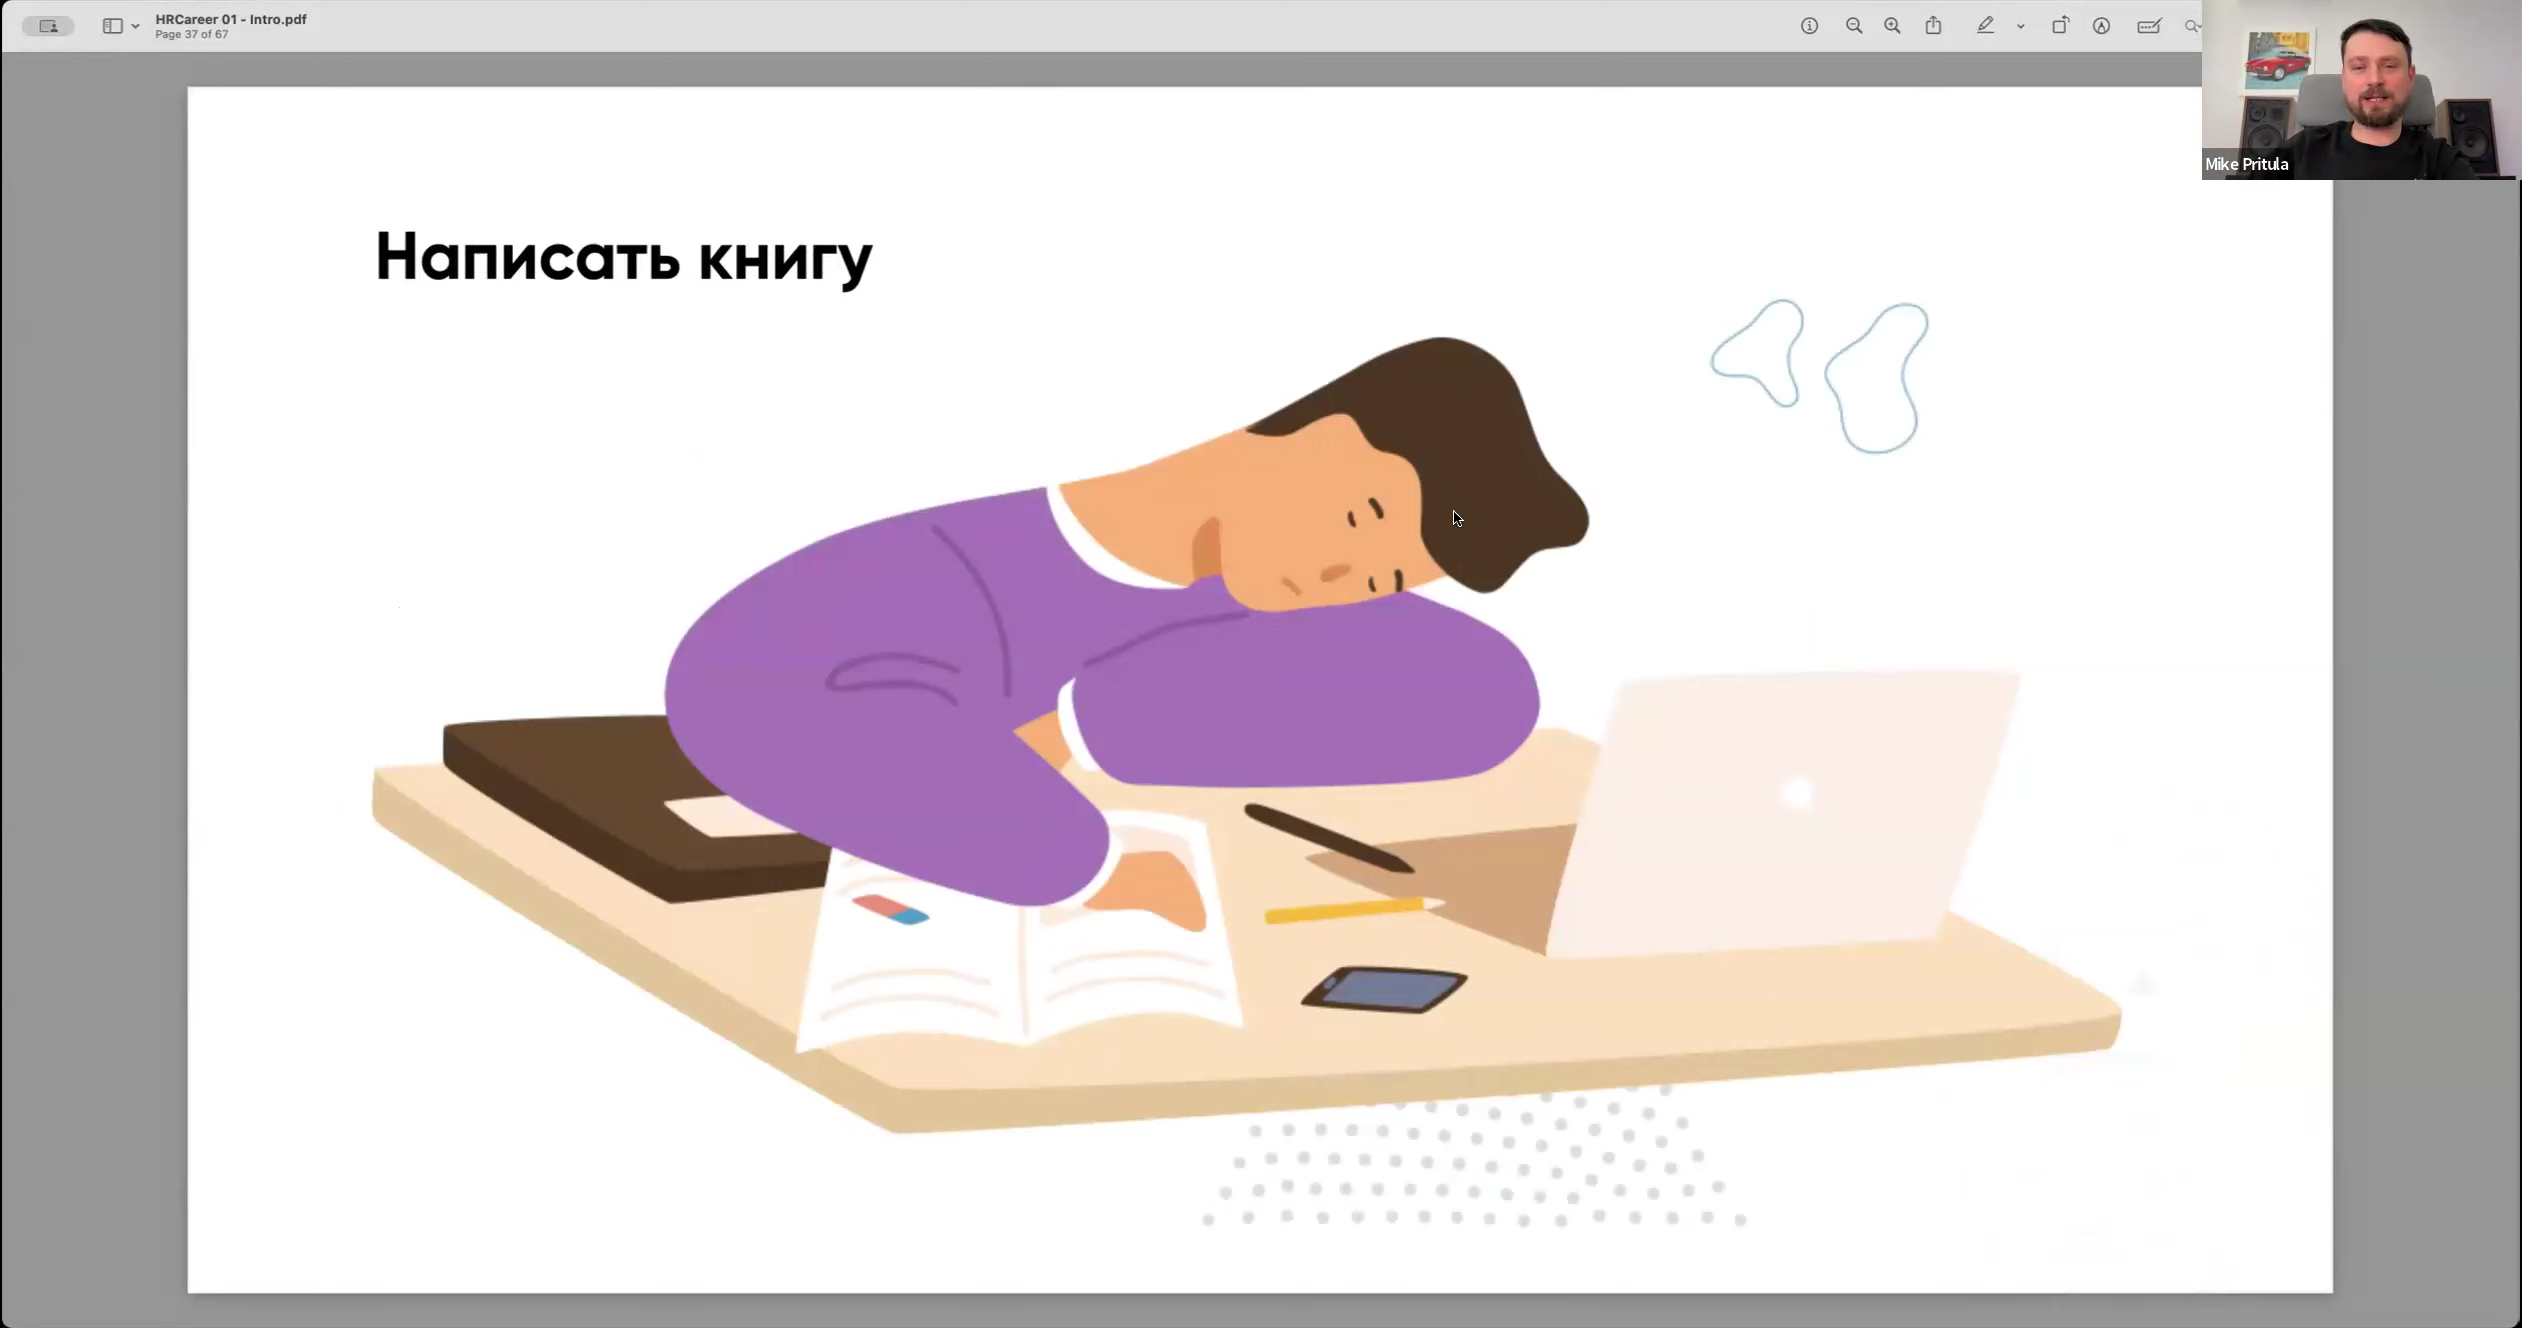 HRCareer 01 - Intro.pdf
Page 37 of 67
Mike Pritula
Написать книгу